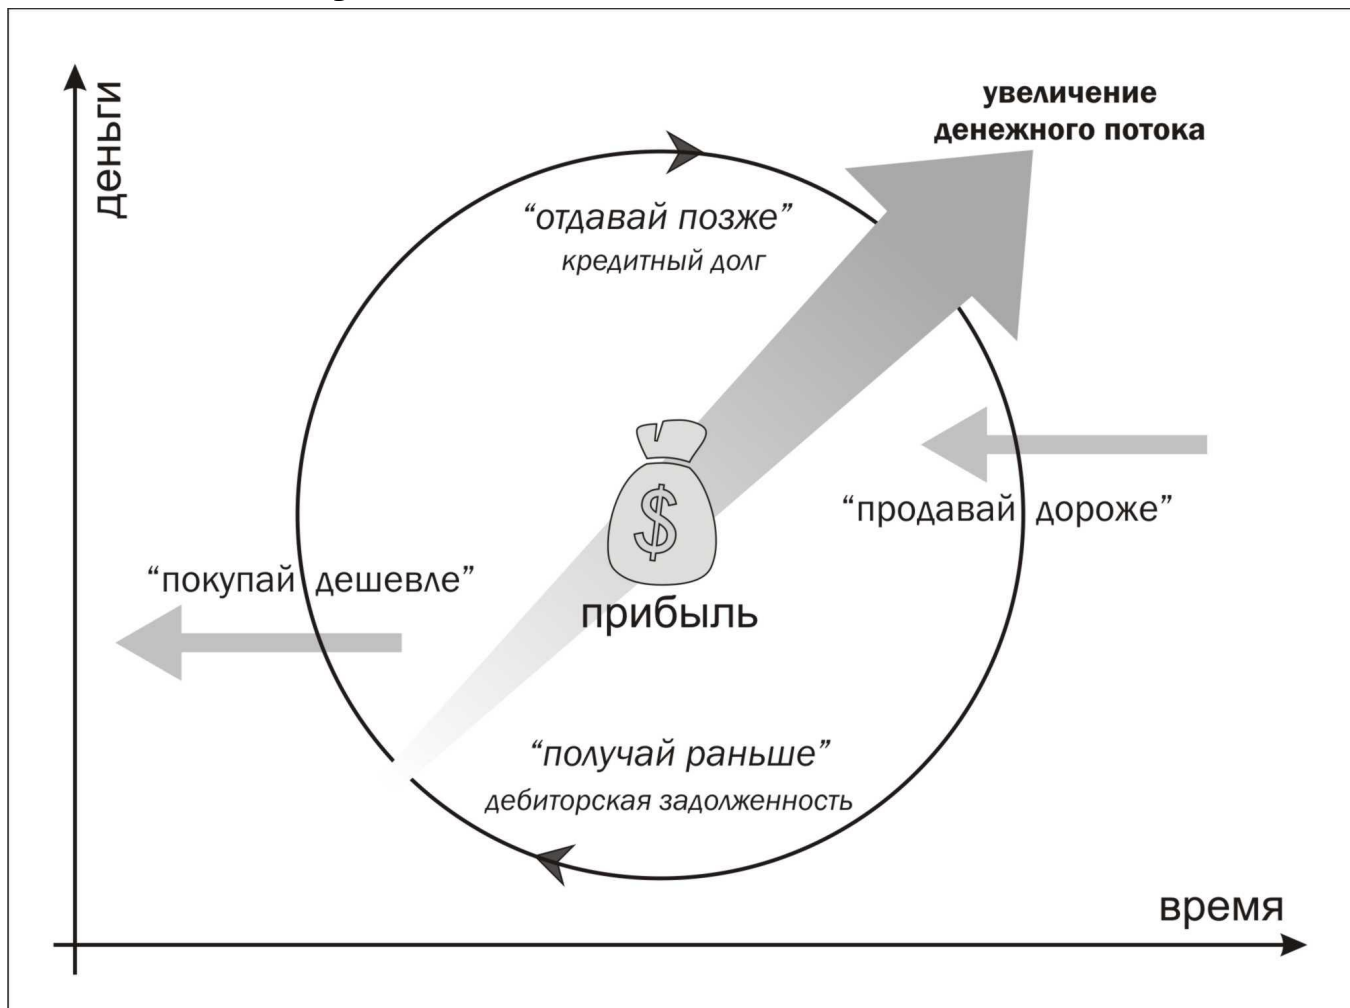 деньги
увеличение
денежного потока
“отдавай позже”
кредитный долг
“продавай дороже”
“покупай дешевле”
$
прибыль
“получай раньше”
дебиторская задолженность
время